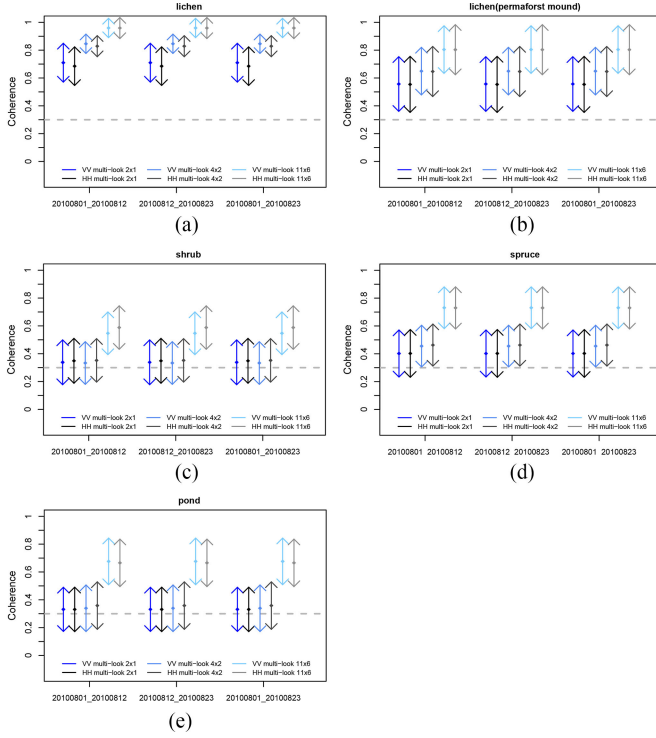 lichen
Coherence
1
0.8
0.6
0.4
0.2
0
VV multi-look 2x1 VV multi-look 4x2 VV multi-look 11x6
HH multi-look 2x1 HH multi-look 4x2 HH multi-look 11x6
20100801_20100812 20100812_20100823 20100801_20100823
(a)
lichen(permaforst mound)
Coherence
1
0.8
0.6
0.4
0.2
0
VV multi-look 2x1 VV multi-look 4x2 VV multi-look 11x6
HH multi-look 2x1 HH multi-look 4x2 HH multi-look 11x6
20100801_20100812 20100812_20100823 20100801_20100823
(b)
shrub
Coherence
1
0.8
0.6
0.4
0.2
0
VV multi-look 2x1 VV multi-look 4x2 VV multi-look 11x6
HH multi-look 2x1 HH multi-look 4x2 HH multi-look 11x6
20100801_20100812 20100812_20100823 20100801_20100823
(c)
spruce
Coherence
1
0.8
0.6
0.4
0.2
0
VV multi-look 2x1 VV multi-look 4x2 VV multi-look 11x6
HH multi-look 2x1 HH multi-look 4x2 HH multi-look 11x6
20100801_20100812 20100812_20100823 20100801_20100823
(d)
pond
Coherence
1
0.8
0.6
0.4
0.2
0
VV multi-look 2x1 VV multi-look 4x2 VV multi-look 11x6
HH multi-look 2x1 HH multi-look 4x2 HH multi-look 11x6
20100801_20100812 20100812_20100823 20100801_20100823
(e)